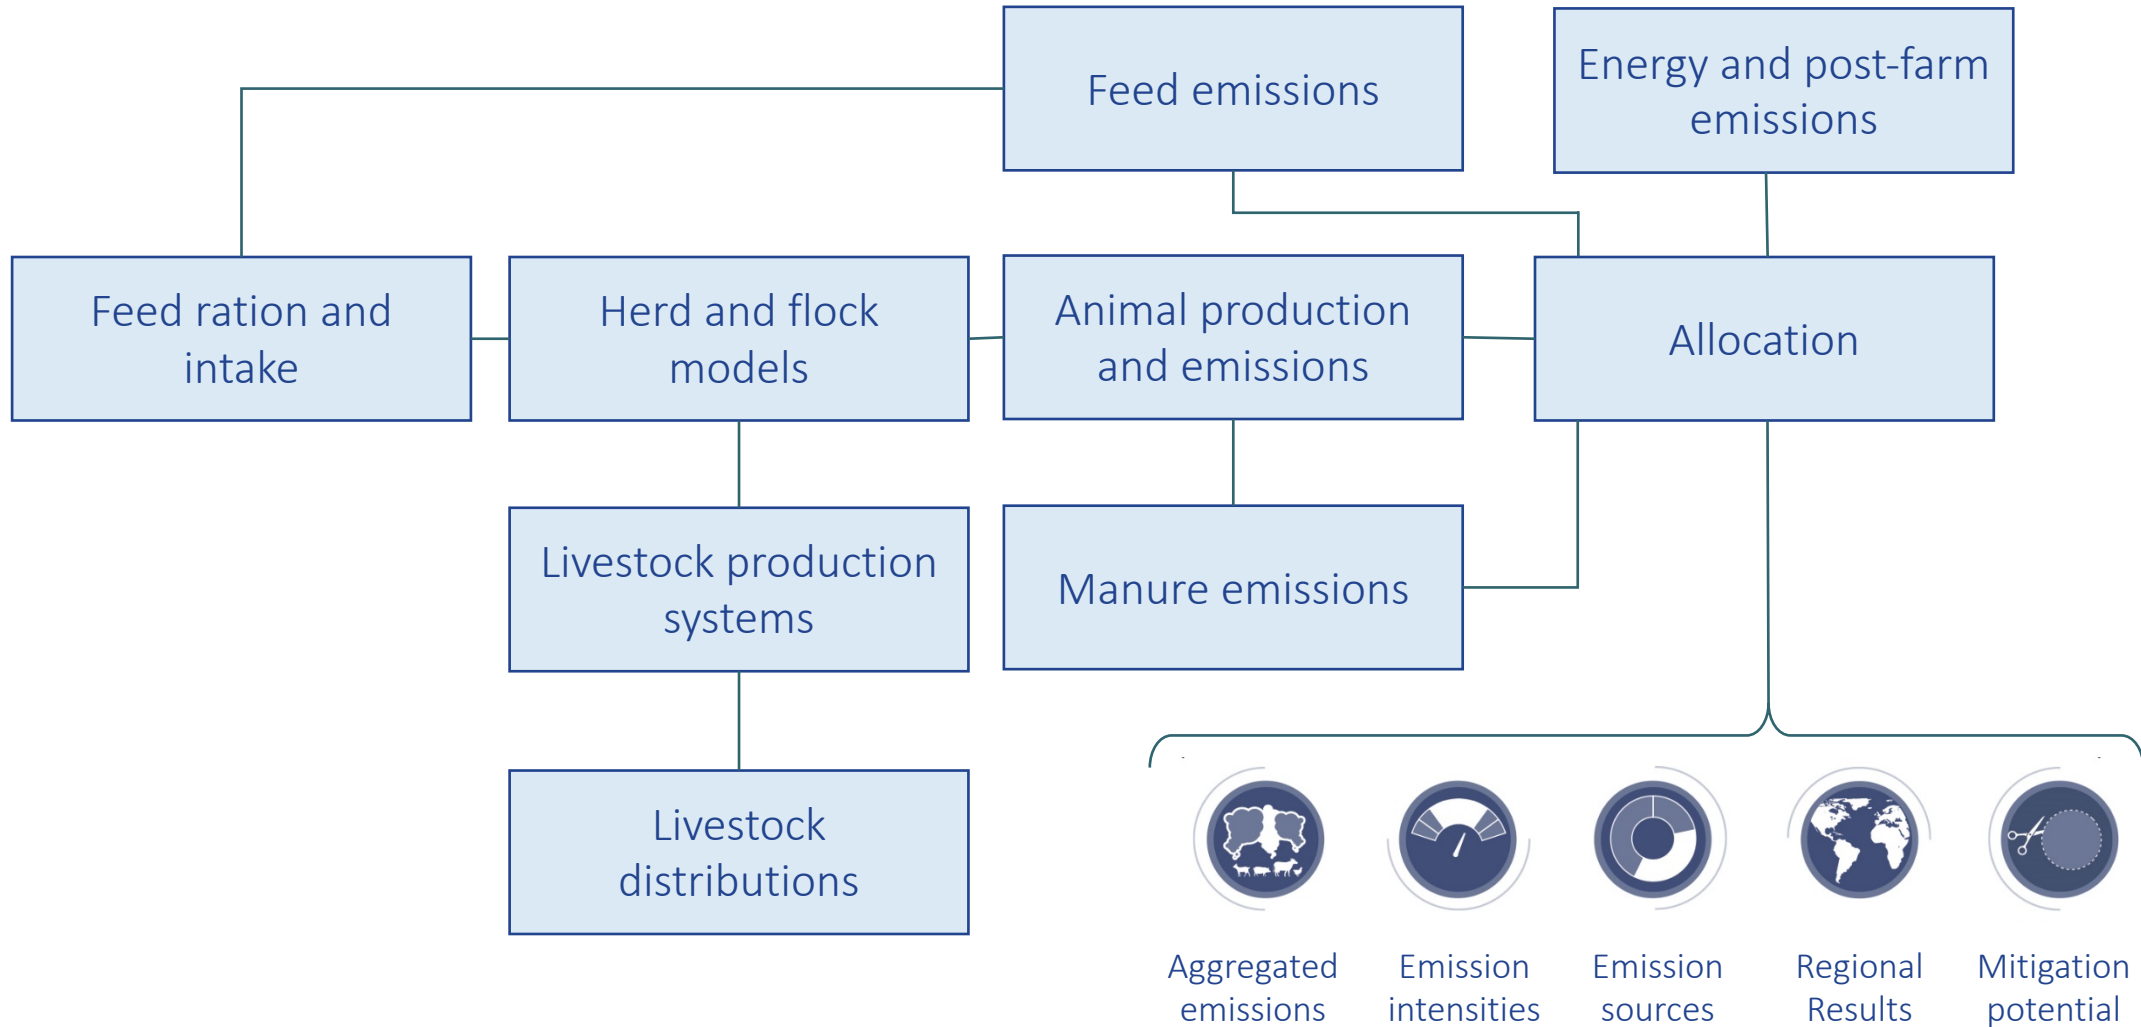 Feed emissions
Energy and post-farm
emissions
Feed ration and
intake
Herd and flock
models
Animal production
and emissions
Allocation
Livestock production
systems
Manure emissions
Livestock
distributions
Aggregated
emissions
Emission
intensities
Emission
sources
Regional
Results
Mitigation
potential